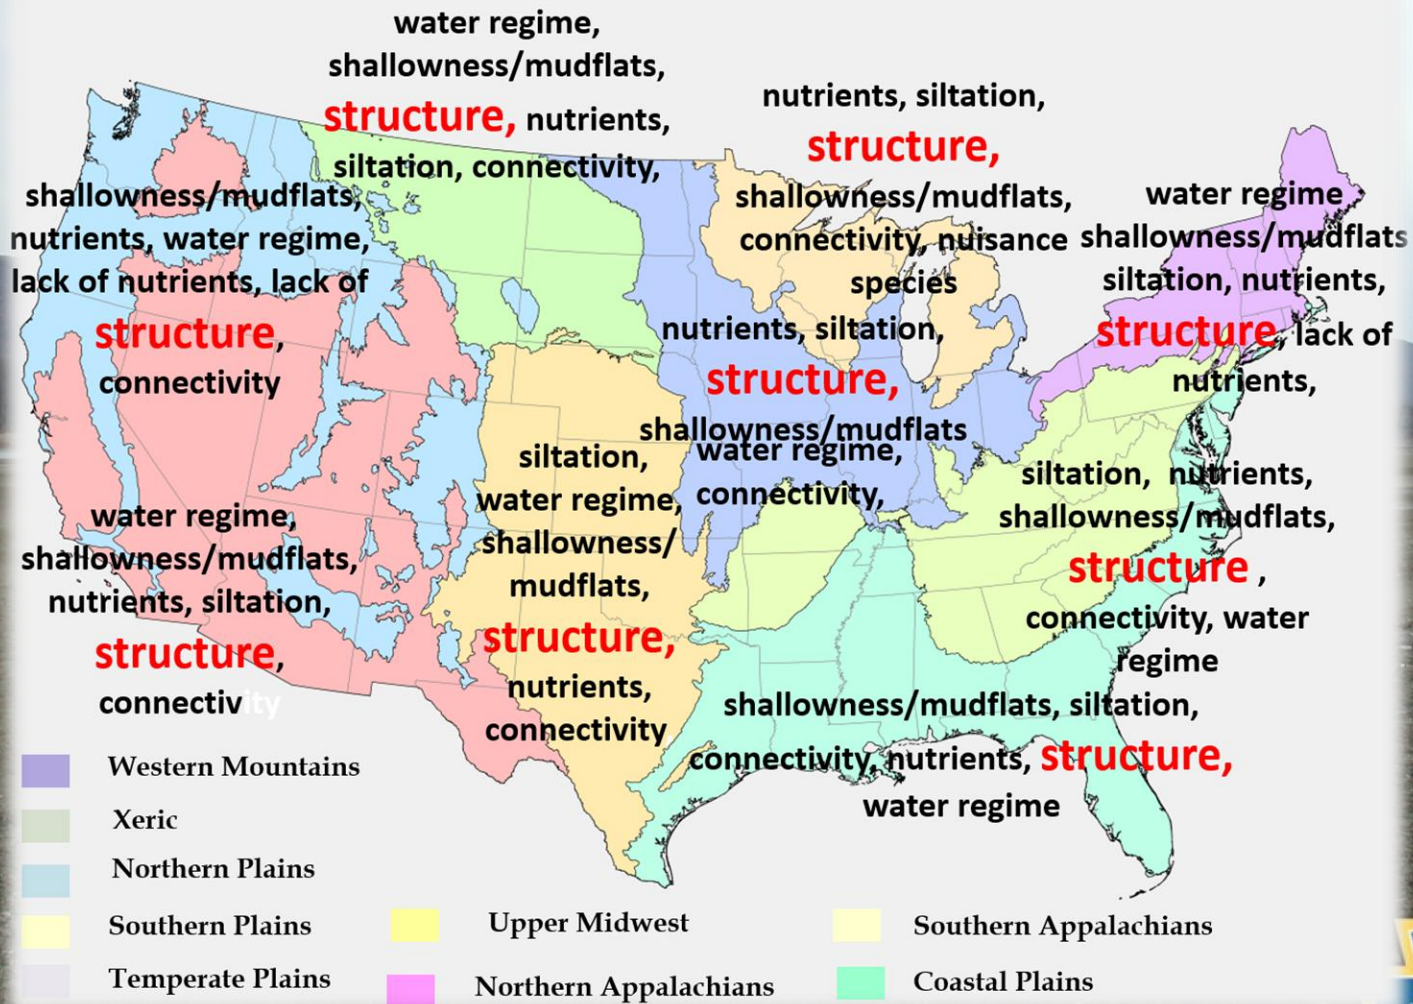 water regime,
shallowness/mudflats,
structure, nutrients,
siltation, connectivity,
nutrients, siltation,
structure,
shallowness/mudflats,
connectivity, nuisance
species
water regime
shallowness/mudflats
siltation, nutrients,
structure, lack of
nutrients,
shallowness/mudflats,
nutrients, water regime,
lack of nutrients, lack of
structure,
connectivity
nutrients, siltation,
structure,
shallowness/mudflats
water regime,
connectivity,
siltation,
water regime,
shallowness/
mudflats,
structure,
nutrients,
connectivity
siltation, nutrients,
shallowness/mudflats,
structure ,
connectivity, water
regime
water regime,
shallowness/mudflats,
nutrients, siltation,
structure,
connectivity
shallowness/mudflats, siltation,
connectivity, nutrients, structure,
water regime
Western Mountains
Xeric
Northern Plains
Southern Plains
Temperate Plains
Upper Midwest
Northern Appalachians
Southern Appalachians
Coastal Plains